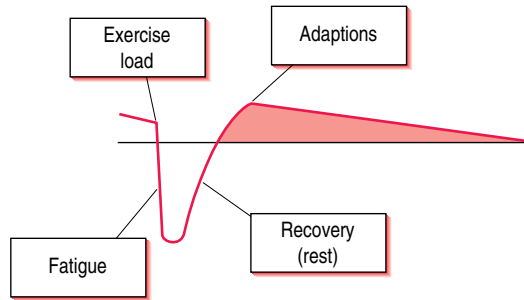 Exercise
load
Adaptions
Fatigue
Recovery
(rest)